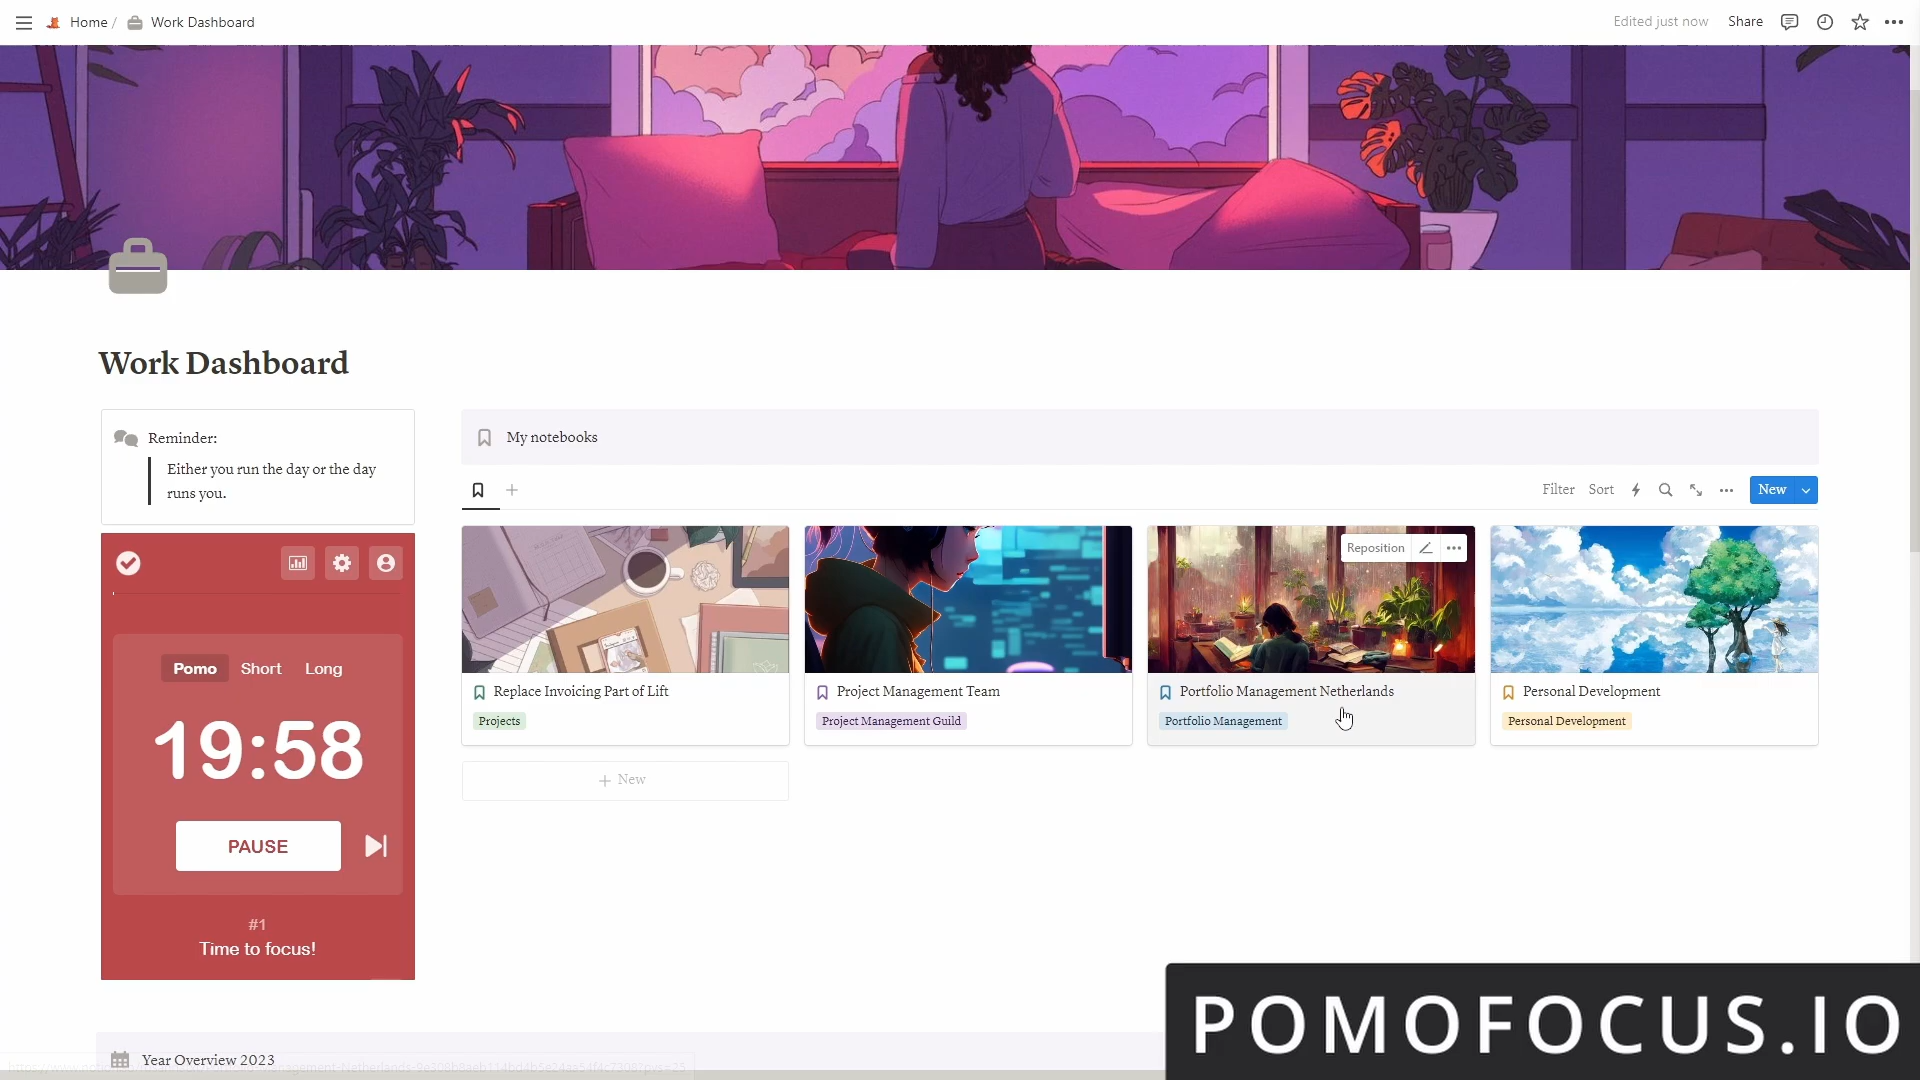 Home / Work Dashboard
Edited just now Share
Work Dashboard
Reminder:
Either you run the day or the day
runs you.
My notebooks
Filter Sort New
Reposition
Replace Invoicing Part of Lift
Projects
Project Management Team
Project Management Guild
Portfolio Management Netherlands
Portfolio Management
Personal Development
Personal Development
+ New
Pomo Short Long
19:58
PAUSE
#1
Time to focus!
Year Overview 2023
POMOFOCUS.IO